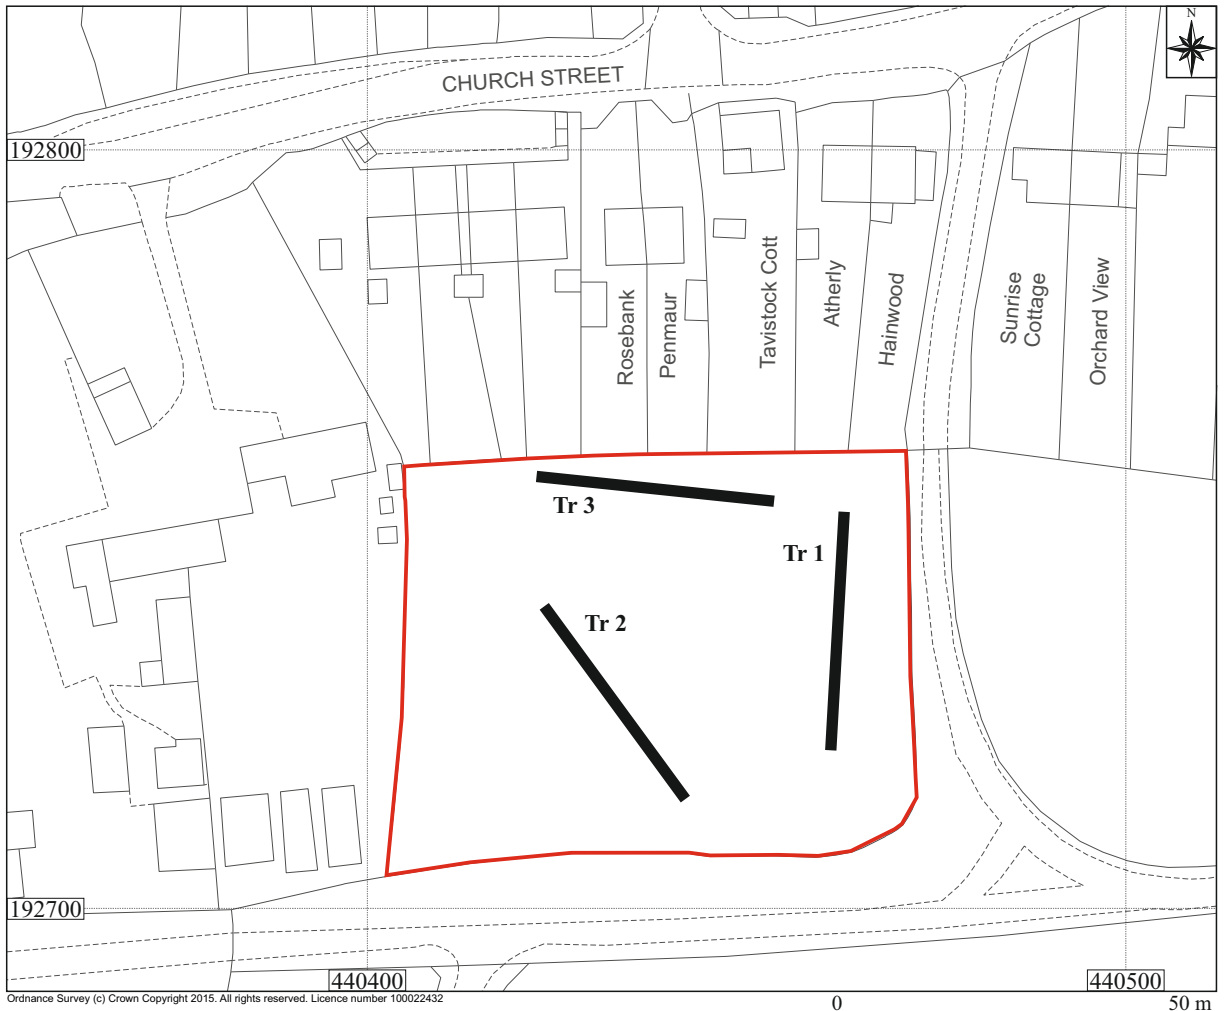 N
CHURCH STREET
192800
Rosebank
Penmaur
Tavistock Cott
Atherly
Hainwood
Sunrise
Cottage
Orchard View
Tr 3
Tr 1
Tr 2
192700
440400
440500
Ordnance Survey (c) Crown Copyright 2015. All rights reserved. Licence number 100022432
0
50 m